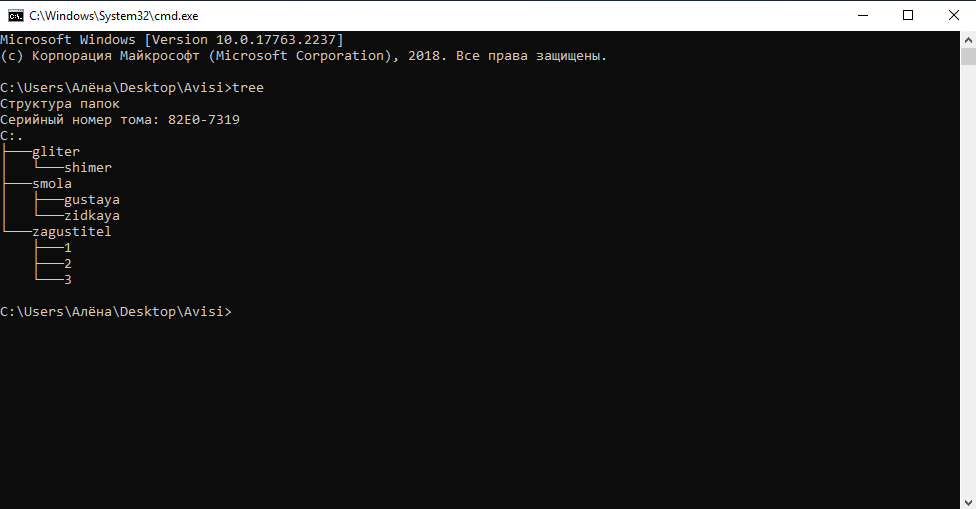 C:\Windows\System32\cmd.exe
Microsoft Windows [Version 10.0.17763.2237]
(c) Корпорация Майкрософт (Microsoft Corporation), 2018. Все права защищены.
C:\Users\Алёна\Desktop\Avisi>tree
Структура папок
Серийный номер тома: 82E0-7319
C:.
├───gliter
│   └───shimer
├───smola
│   ├───gustaya
│   └───zidkaya
└───zagustitel
    ├───1
    ├───2
    └───3
C:\Users\Алёна\Desktop\Avisi>